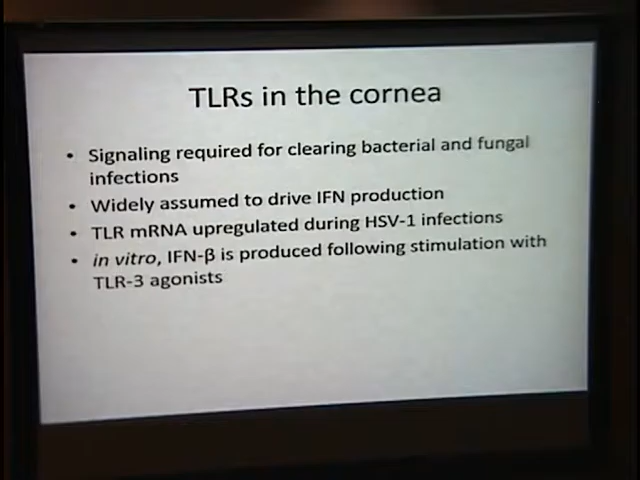 TLRs in the cornea
• Signaling required for clearing bacterial and fungal
infections
• Widely assumed to drive IFN production
• TLR mRNA upregulated during HSV-1 infections
• in vitro, IFN-β is produced following stimulation with
TLR-3 agonists